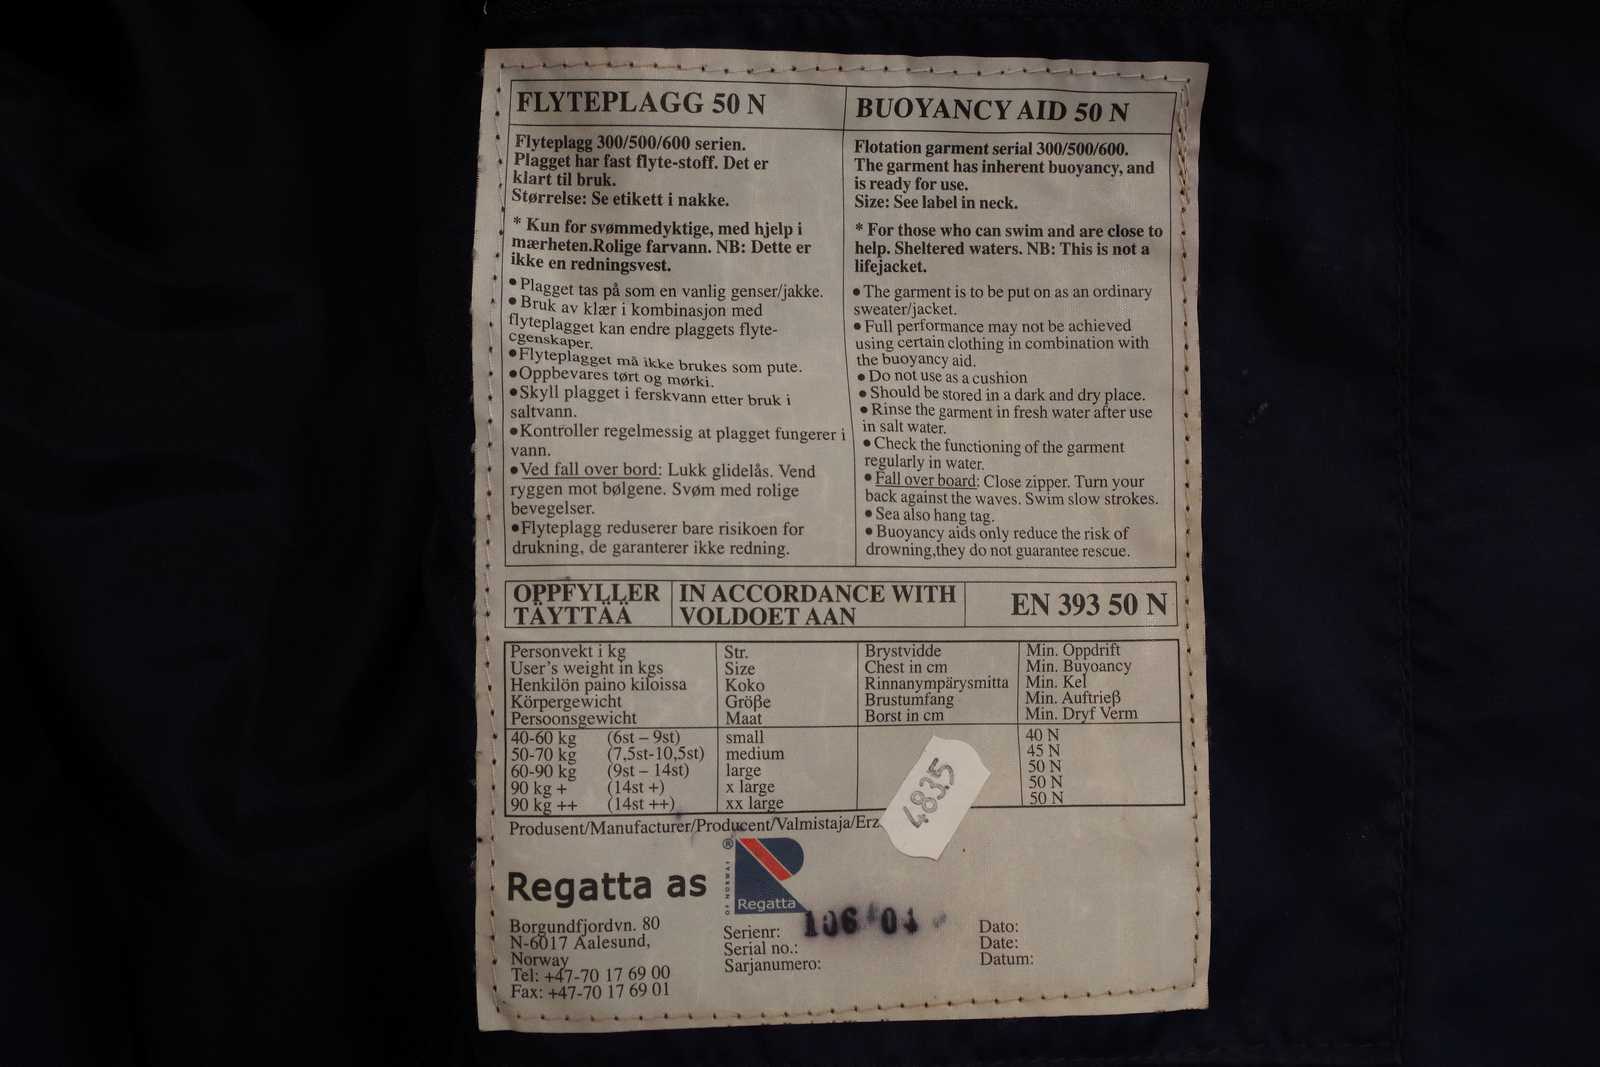 FLYTEPLAGG 50 N
Flyteplagg 300/500/600 serien.
Plagget har fast flyte-stoff. Det er
klart til bruk.
Størrelse: Se etikett i nakke.
* Kun for svømmedyktige, med hjelp i
mærheten.Rolige farvann. NB: Dette er
ikke en redningsvest.
●Plagget tas på som en vanlig genser/jakke.
●Bruk av klær i kombinasjon med
flyteplagget kan endre plaggets flyte-
cgenskaper.
●Flyteplagget må ikke brukes som pute.
●Oppbevares tørt og mørki.
●Skyll plagget i ferskvann etter bruk i
saltvann.
●Kontroller regelmessig at plagget fungerer i
vann.
●Ved fall over bord: Lukk glidelås. Vend
ryggen mot bølgene. Svøm med rolige
bevegelser.
●Flyteplagg reduserer bare risikoen for
drukning, de garanterer ikke redning.
BUOYANCY AID 50 N
Flotation garment serial 300/500/600.
The garment has inherent buoyancy, and
is ready for use.
Size: See label in neck.
* For those who can swim and are close to
help. Sheltered waters. NB: This is not a
lifejacket.
● The garment is to be put on as an ordinary
sweater/jacket.
● Full performance may not be achieved
using certain clothing in combination with
the buoyancy aid.
● Do not use as a cushion
● Should be stored in a dark and dry place.
● Rinse the garment in fresh water after use
in salt water.
● Check the functioning of the garment
regularly in water.
● Fall over board: Close zipper. Turn your
back against the waves. Swim slow strokes.
● Sea also hang tag.
● Buoyancy aids only reduce the risk of
drowning,they do not guarantee rescue.
OPPFYLLER IN ACCORDANCE WITH EN 393 50 N
TÄYTTÄÄ VOLDOET AAN
Personvekt i kg Str. Brystvidde Min. Oppdrift
User's weight in kgs Size Chest in cm Min. Buyoancy
Henkilön paino kiloissa Koko Rinnanympärysmitta Min. Kel
Körpergewicht Größe Brustumfang Min. Auftrieß
Persoonsgewicht Maat Borst in cm Min. Dryf Verm
40-60 kg (6st – 9st) small 40 N
50-70 kg (7,5st-10,5st) medium 45 N
60-90 kg (9st – 14st) large 50 N
90 kg + (14st +) x large 50 N
90 kg ++ (14st ++) xx large 50 N
4835
Produsent/Manufacturer/Producent/Valmistaja/Erz
Regatta as
® OF NORWAY Regatta
Borgundfjordvn. 80
N-6017 Aalesund,
Norway
Tel: +47-70 17 69 00
Fax: +47-70 17 69 01
Serienr: 106 04
Serial no.:
Sarjanumero:
Dato:
Date:
Datum: